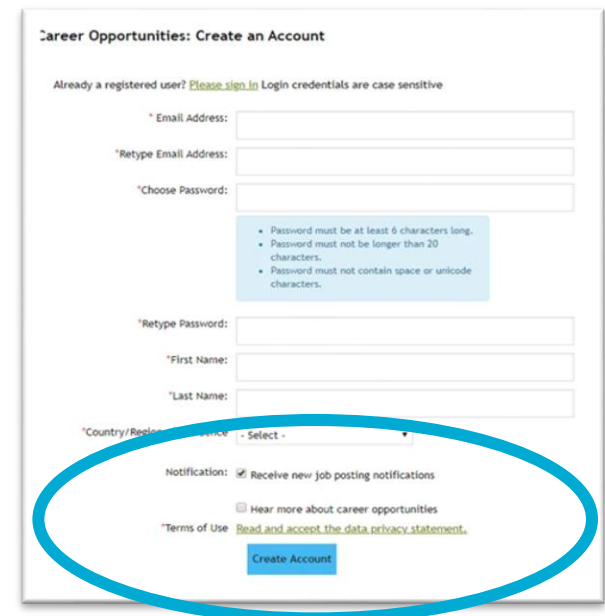 Career Opportunities: Create an Account
Already a registered user? Please sign in Login credentials are case sensitive
* Email Address:
*Retype Email Address:
*Choose Password:
• Password must be at least 6 characters long.
• Password must not be longer than 20
characters.
• Password must not contain space or unicode
characters.
*Retype Password:
*First Name:
*Last Name:
*Country/Region
- Select -
Notification: Receive new job posting notifications
Hear more about career opportunities
*Terms of Use Read and accept the data privacy statement.
Create Account